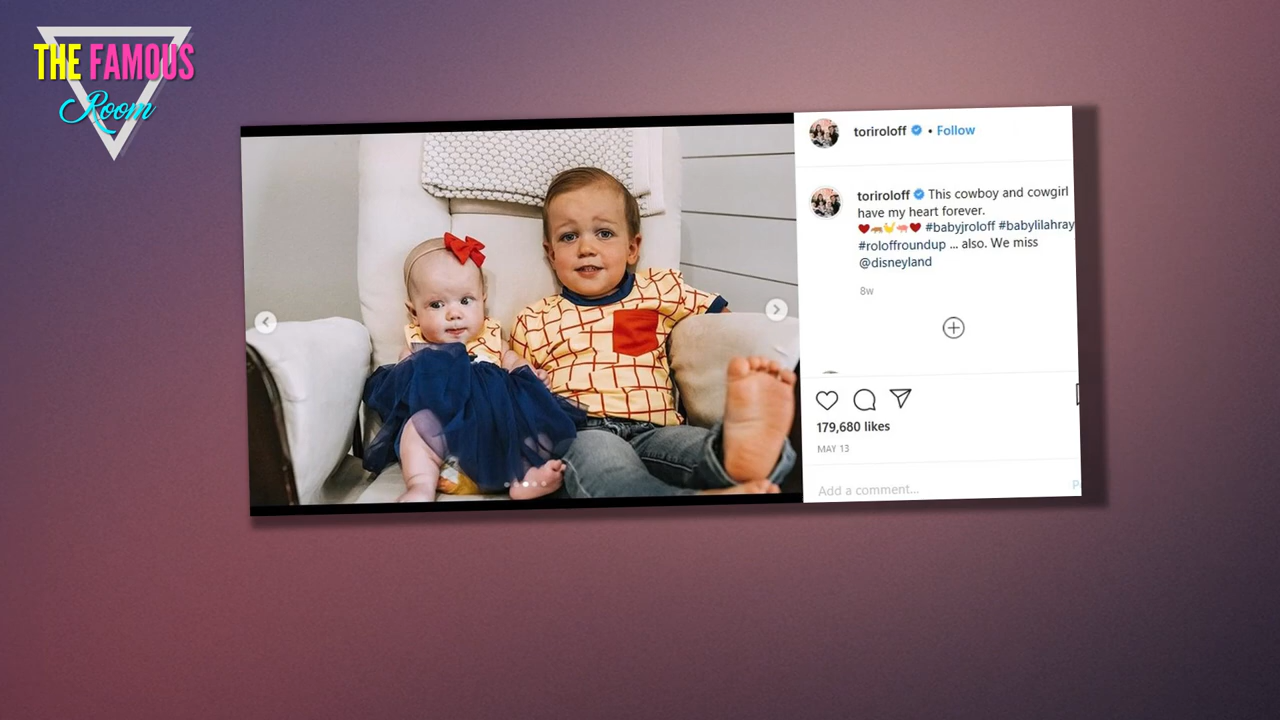 THE FAMOUS
Room
toriroloff • Follow
toriroloff This cowboy and cowgirl
have my heart forever.
❤️🐅🐓🐖❤️ #babyjroloff #babylilahray
#roloffroundup ... also. We miss
@disneyland
8w
179,680 likes
MAY 13
Add a comment...